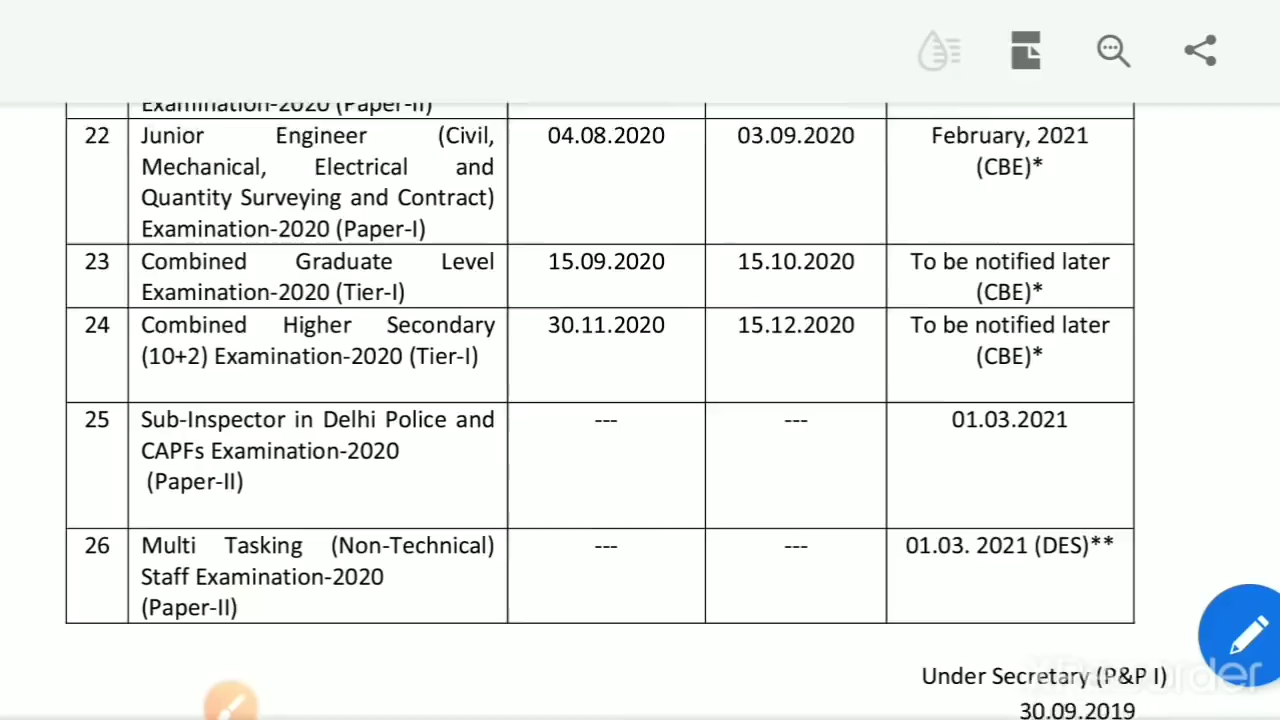 Examination-2020 (Paper-II)
22 Junior Engineer (Civil, 04.08.2020 03.09.2020 February, 2021
Mechanical, Electrical and (CBE)*
Quantity Surveying and Contract)
Examination-2020 (Paper-I)
23 Combined Graduate Level 15.09.2020 15.10.2020 To be notified later
Examination-2020 (Tier-I) (CBE)*
24 Combined Higher Secondary 30.11.2020 15.12.2020 To be notified later
(10+2) Examination-2020 (Tier-I) (CBE)*
25 Sub-Inspector in Delhi Police and --- --- 01.03.2021
CAPFs Examination-2020
(Paper-II)
26 Multi Tasking (Non-Technical) --- --- 01.03. 2021 (DES)**
Staff Examination-2020
(Paper-II)
Under Secretary (P&P I)
30.09.2019